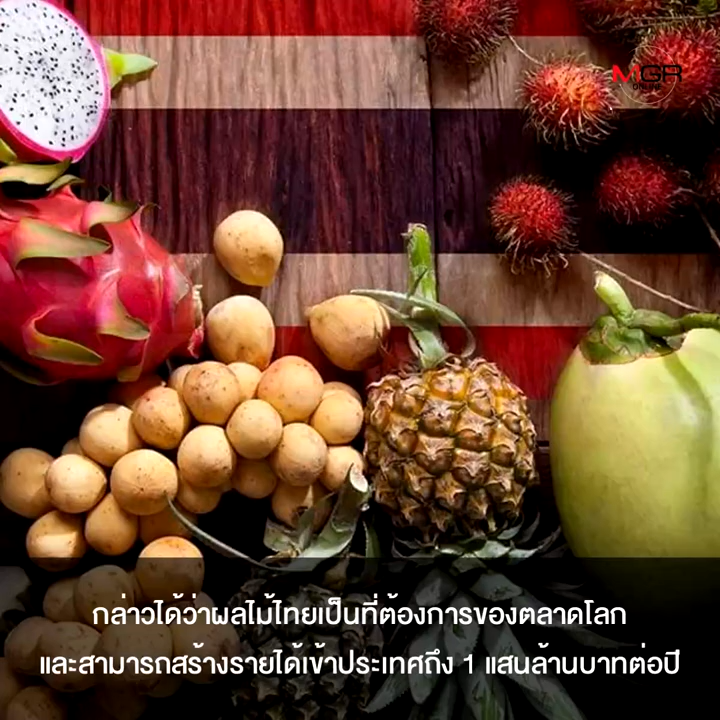 MGR
ONLINE
กล่าวได้ว่าผลไม้ไทยเป็นที่ต้องการของตลาดโลก
และสามารถสร้างรายได้เข้าประเทศถึง 1 แสนล้านบาทต่อปี